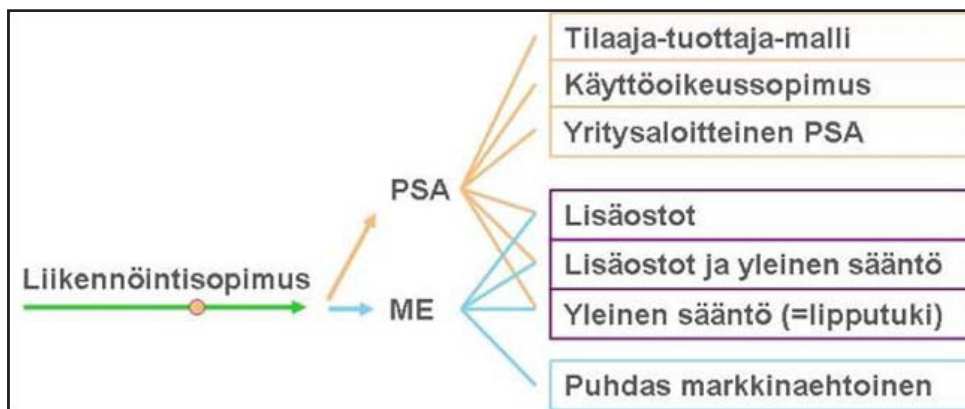 Tilaaja-tuottaja-malli
Käyttöoikeussopimus
Yritysaloitteinen PSA
PSA
Lisäostot
Liikennöintisopimus
Lisäostot ja yleinen sääntö
ME
Yleinen sääntö (=lipputuki)
Puhdas markkinaehtoinen